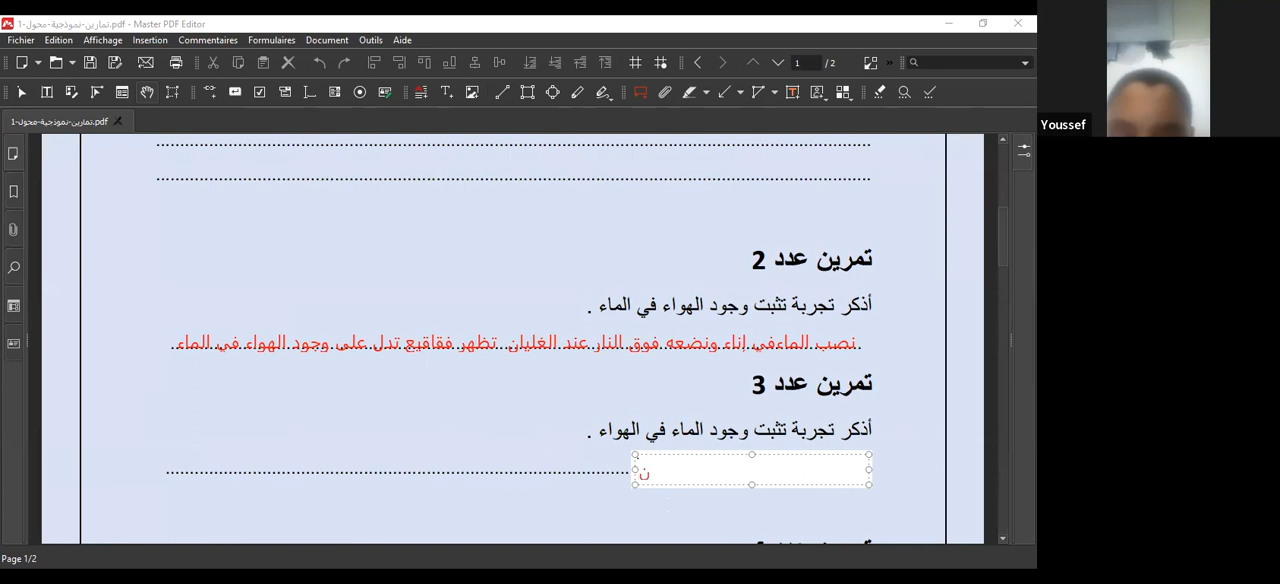 تمارين-نموذجية-محول-1.pdf - Master PDF Editor
Fichier Edition Affichage Insertion Commentaires Formulaires Document Outils Aide
1 / 2
تمارين-نموذجية-محول-1.pdf
Youssef
تمرين عدد 2
أذكر تجربة تثبت وجود الهواء في الماء .
نصب الماءفي إناء ونضعه فوق النار عند الغليان تظهر فقاقيع تدل على وجود الهواء في الماء
تمرين عدد 3
أذكر تجربة تثبت وجود الماء في الهواء .
ن
Page 1/2